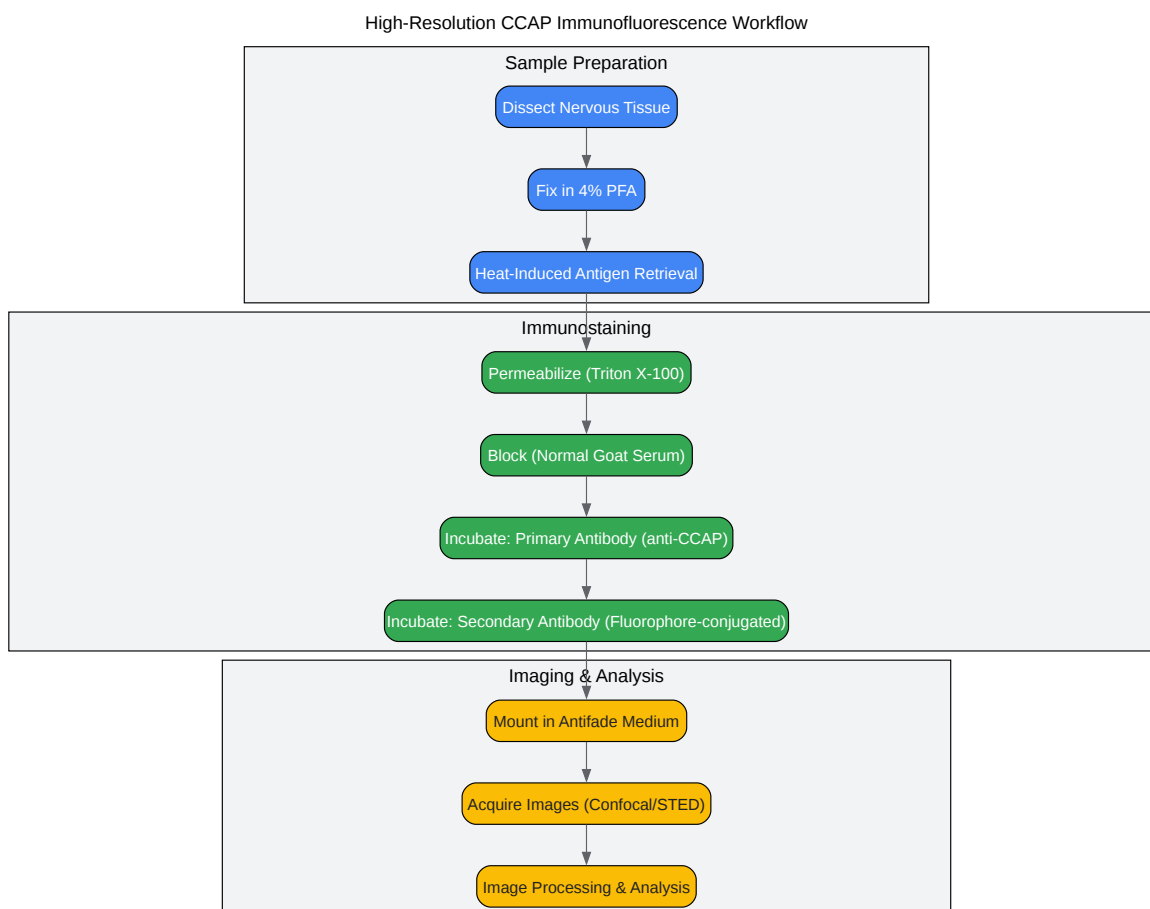 High-Resolution CCAP Immunofluorescence Workflow
Sample Preparation
Dissect Nervous Tissue
Fix in 4% PFA
Heat-Induced Antigen Retrieval
Immunostaining
Permeabilize (Triton X-100)
Block (Normal Goat Serum)
Incubate: Primary Antibody (anti-CCAP)
Incubate: Secondary Antibody (Fluorophore-conjugated)
Imaging & Analysis
Mount in Antifade Medium
Acquire Images (Confocal/STED)
Image Processing & Analysis